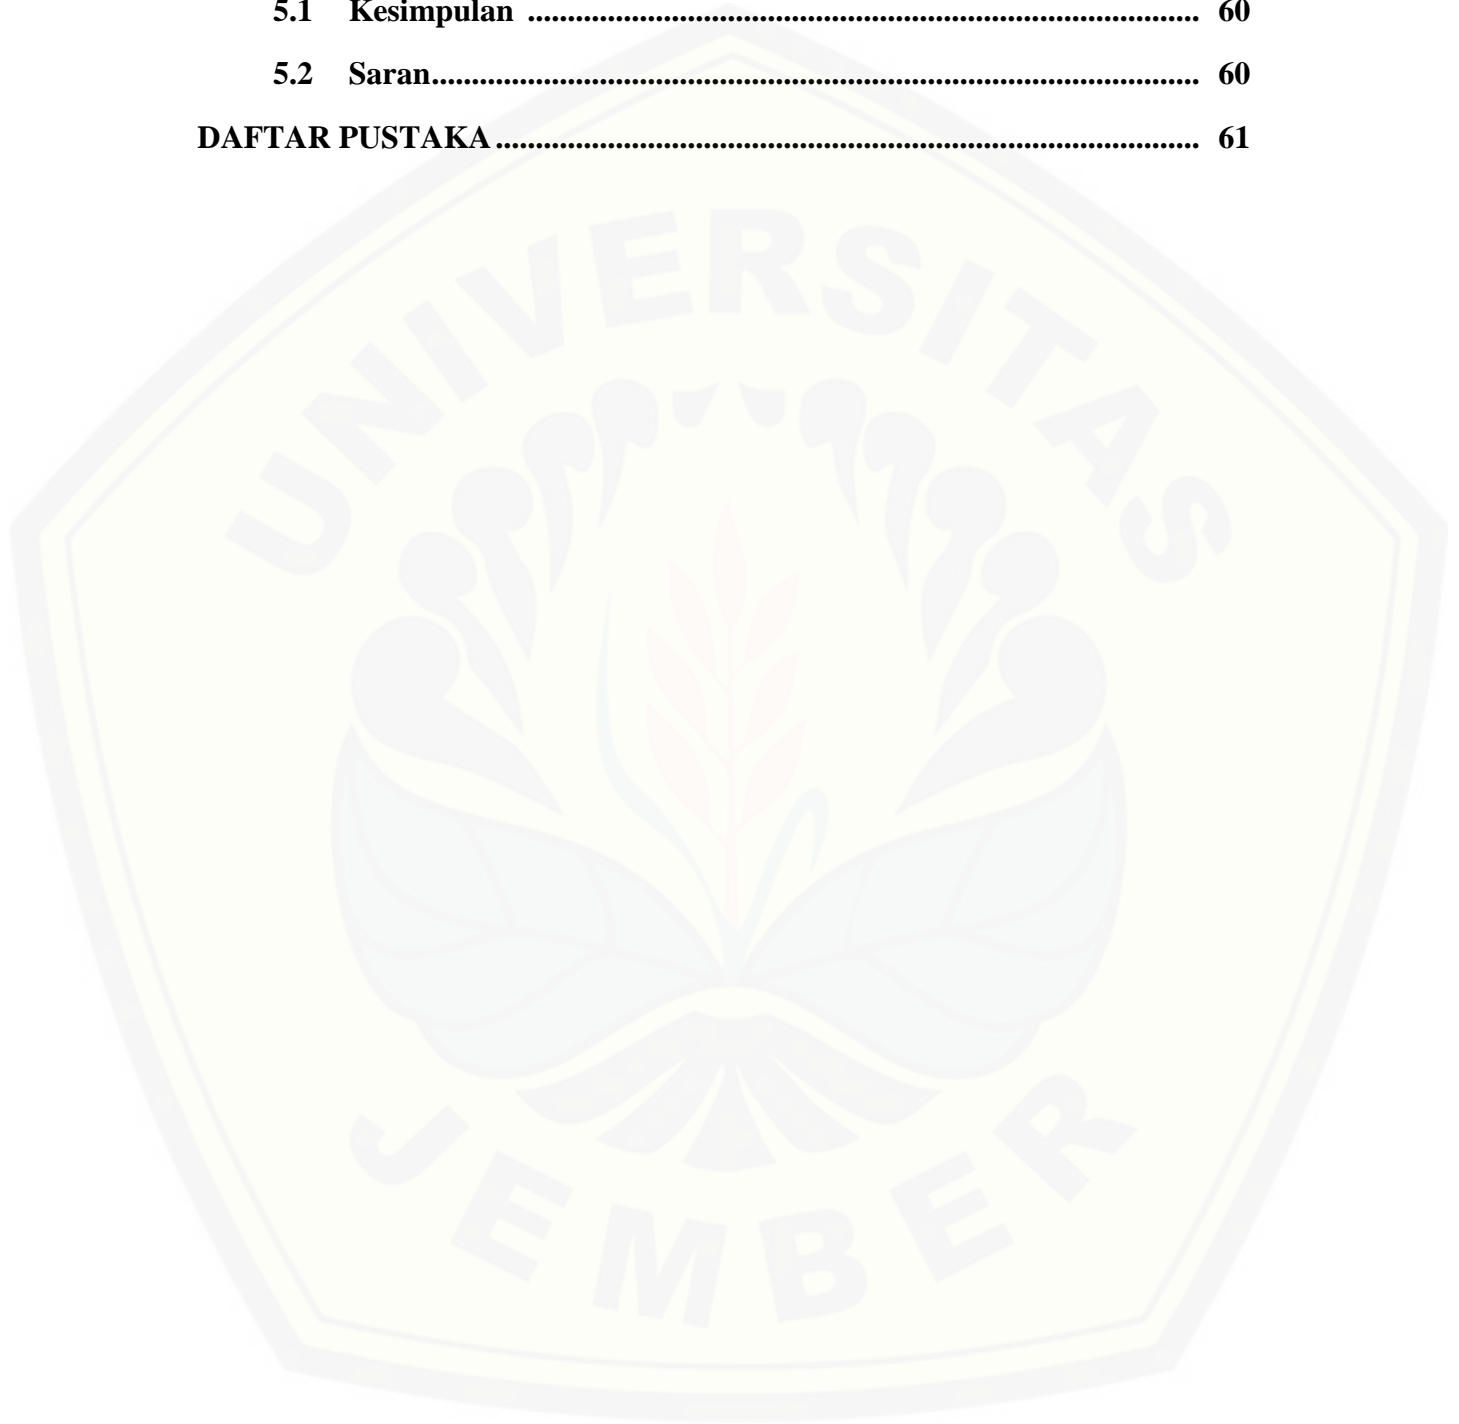 5.1 Kesimpulan ........................................................................................ 60
5.2 Saran................................................................................................ 60
DAFTAR PUSTAKA........................................................................................ 61
UNIVERSITAS
JEMBER